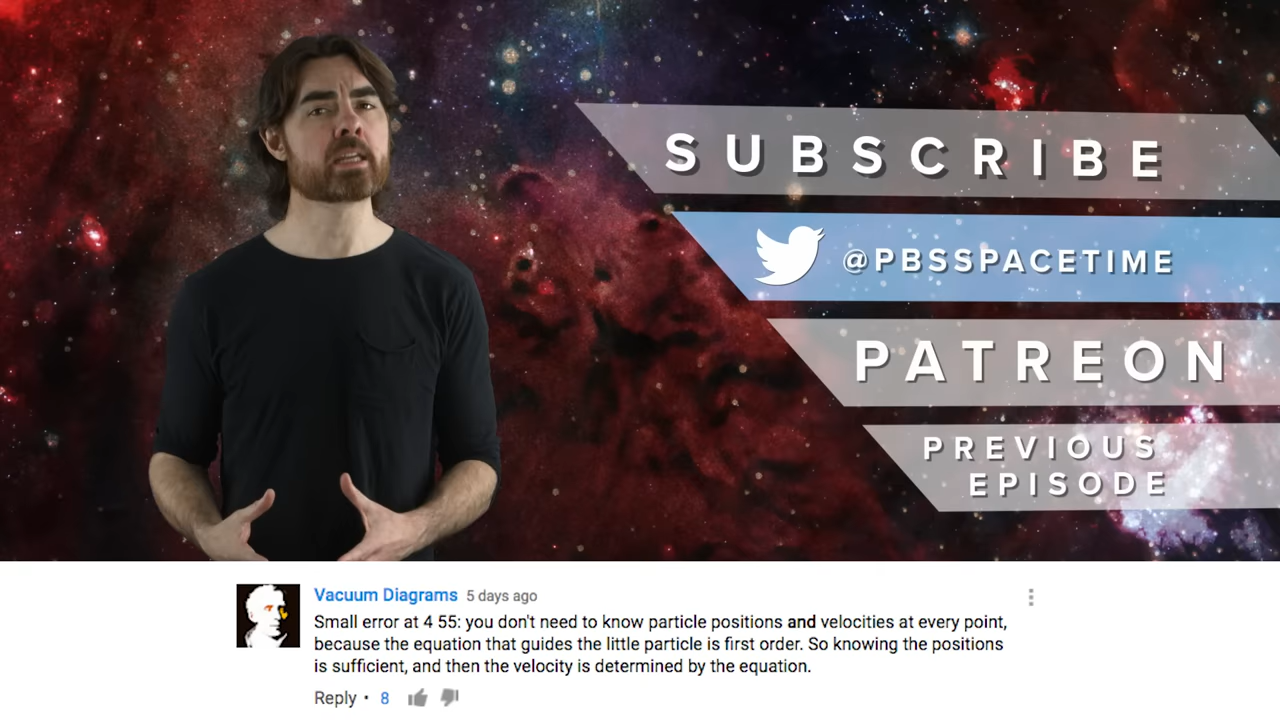 SUBSCRIBE
@PBSSPACETIME
PATREON
PREVIOUS
EPISODE
Vacuum Diagrams 5 days ago
Small error at 4 55: you don't need to know particle positions and velocities at every point,
because the equation that guides the little particle is first order. So knowing the positions
is sufficient, and then the velocity is determined by the equation.
Reply • 8